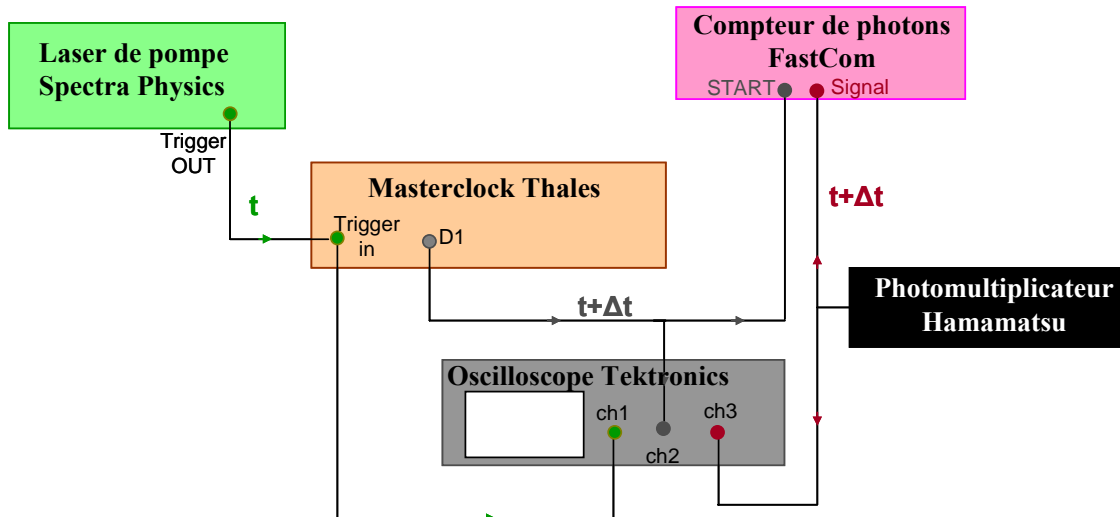 Laser de pompe
Spectra Physics
Trigger
OUT
t
Masterclock Thales
Trigger
in
D1
t+Δt
Compteur de photons
FastCom
START
Signal
t+Δt
Photomultiplicateur
Hamamatsu
Oscilloscope Tektronics
ch1
ch2
ch3